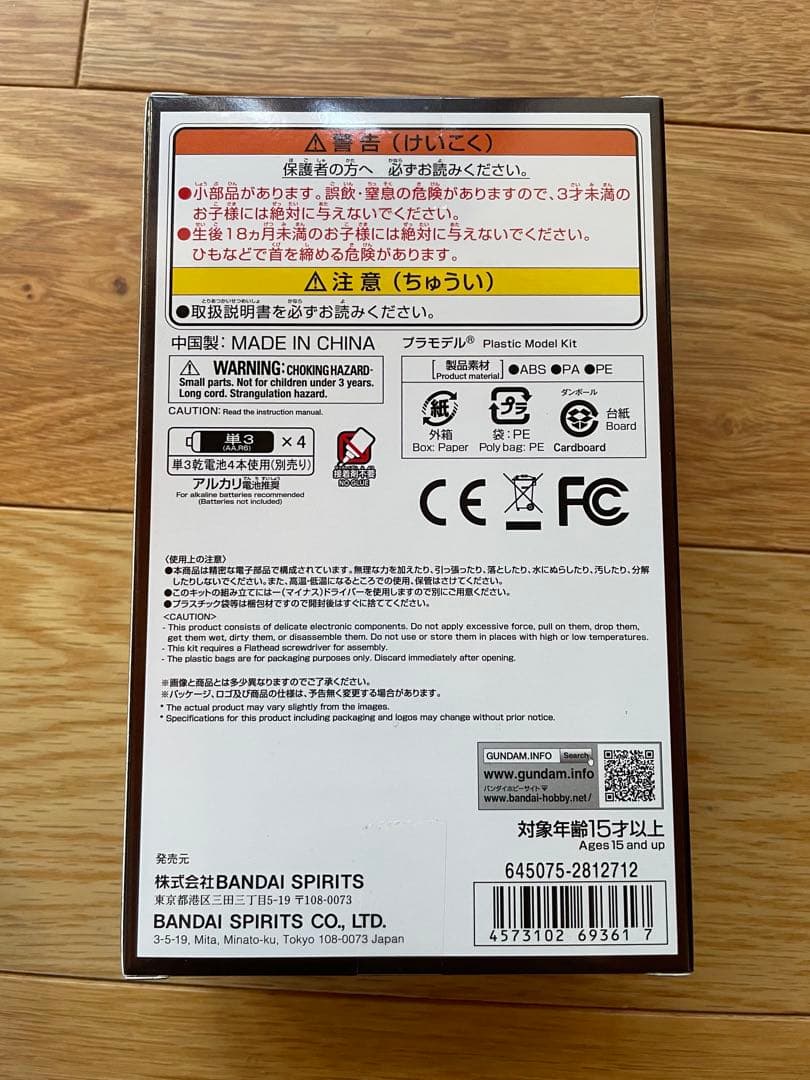 ⚠警告(けいこく)
保護者の方へ 必ずお読みください。
●小部品があります。誤飲・窒息の危険がありますので、3才未満の
お子様には絶対に与えないでください。
●生後18ヵ月未満のお子様には絶対に与えないでください。
ひもなどで首を締める危険があります。
⚠注意(ちゅうい)
●取扱説明書を必ずお読みください。
中国製:MADE IN CHINA
⚠ WARNING: CHOKING HAZARD-
Small parts. Not for children under 3 years.
Long cord. Strangulation hazard.
CAUTION: Read the instruction manual.
単3
(AA,R6)
×4
単3乾電池4本使用(別売り)
アルカリ電池推奨
For alkaline batteries recommended
(Batteries not included)
接着剤不要
NO GLUE
プラモデル® Plastic Model Kit
製品素材
[Product material]
●ABS ●PA ●PE
紙
外箱
Box: Paper
プラ
袋:PE
Poly bag: PE
ダンボール
Cardboard
台紙
Board
CE
FC
〈使用上の注意〉
●本商品は精密な電子部品で構成されています。無理な力を加えたり、引っ張ったり、落としたり、水にぬらしたり、汚したり、分解
したりしないでください。また、高温・低温になるところでの使用、保管はさけてください。
●このキットの組み立てには－(マイナス)ドライバーを使用しますので別にご用意ください。
●プラスチック袋等は梱包材ですので開封後はすぐに捨ててください。
<CAUTION>
- This product consists of delicate electronic components. Do not apply excessive force, pull on them, drop them,
get them wet, dirty them, or disassemble them. Do not use or store them in places with high or low temperatures.
- This kit requires a Flathead screwdriver for assembly.
- The plastic bags are for packaging purposes only. Discard immediately after opening.
※画像と商品とは多少異なりますのでご了承ください。
※パッケージ、ロゴ及び商品の仕様は、予告無く変更する場合があります。
* The actual product may vary slightly from the images.
* Specifications for this product including packaging and logos may change without prior notice.
GUNDAM.INFO Search
www.gundam.info
バンダイホビーサイト▽
www.bandai-hobby.net/
対象年齢15才以上
Ages 15 and up
645075-2812712
4573102 693617
発売元
株式会社BANDAI SPIRITS
東京都港区三田三丁目5-19 〒108-0073
BANDAI SPIRITS CO., LTD.
3-5-19, Mita, Minato-ku, Tokyo 108-0073 Japan